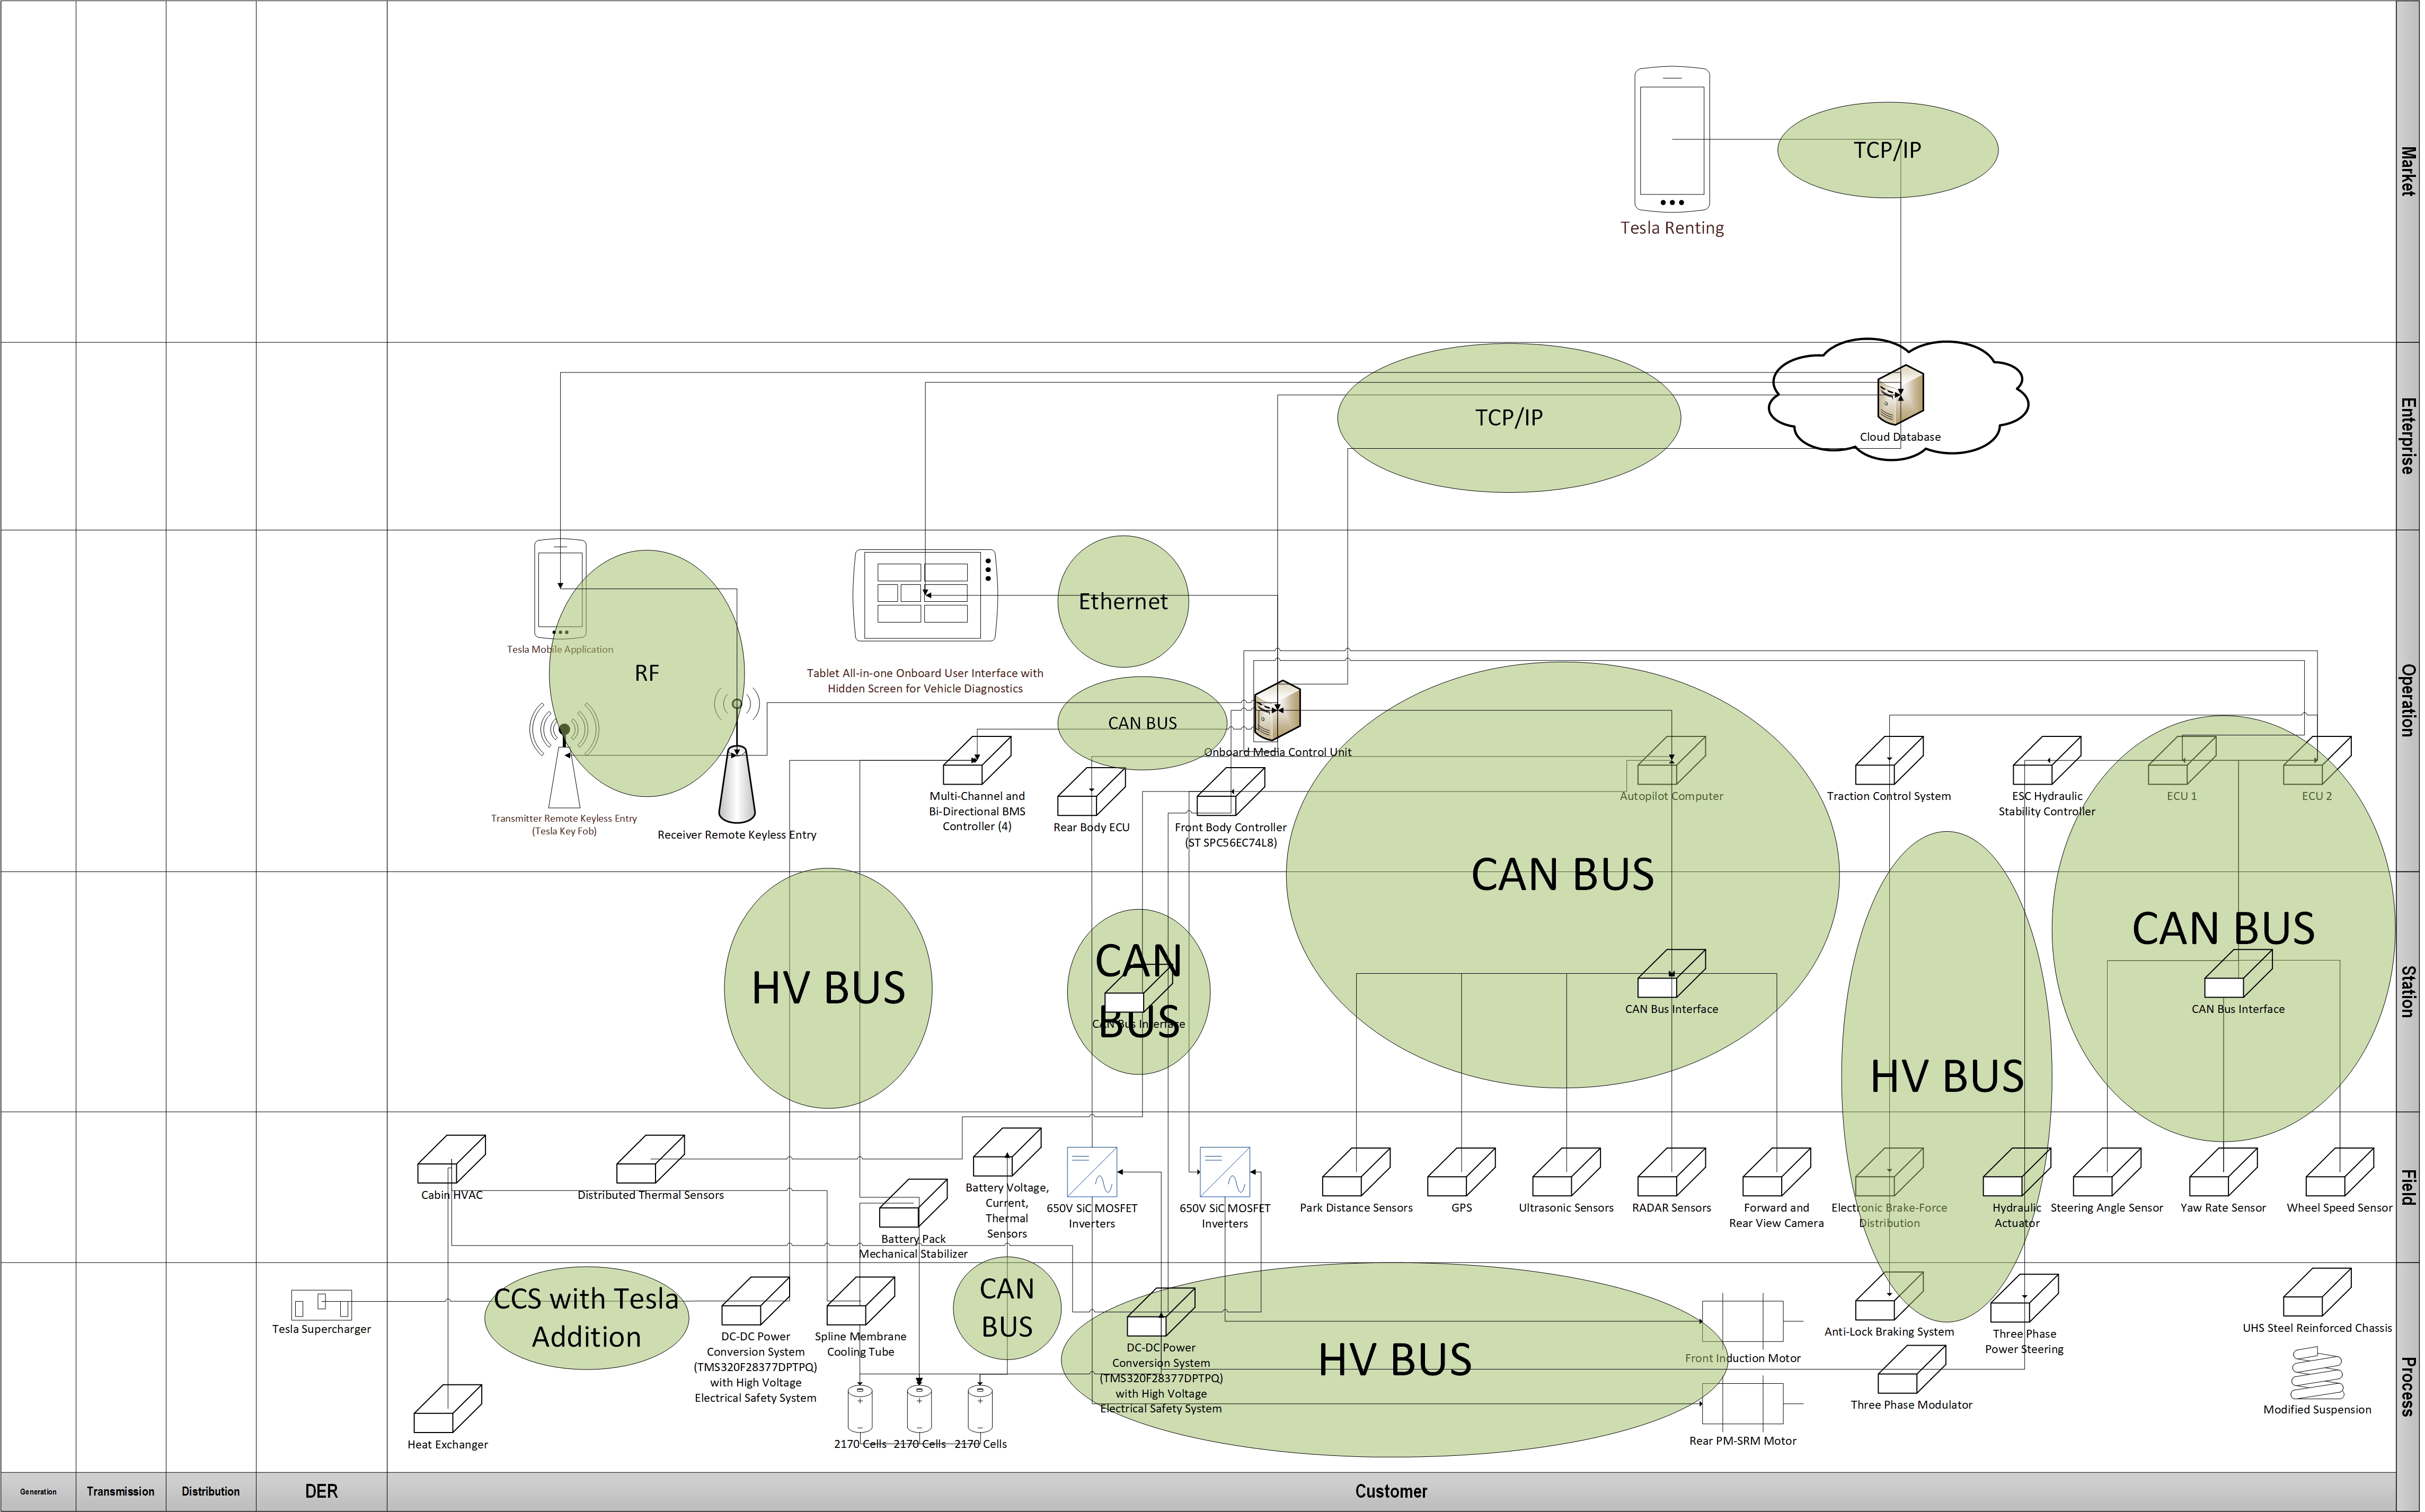 Market
TCP/IP
Tesla Renting
Enterprise
TCP/IP
Cloud Database
Operation
Ethernet
Tesla Mobile Application
RF
Tablet All-in-one Onboard User Interface with
Hidden Screen for Vehicle Diagnostics
CAN BUS
Onboard Media Control Unit
Transmitter Remote Keyless Entry
(Tesla Key Fob)
Receiver Remote Keyless Entry
Multi-Channel and
Bi-Directional BMS
Controller (4)
Rear Body ECU
Front Body Controller
(ST SPC56EC74L8)
Autopilot Computer
Traction Control System
ESC Hydraulic
Stability Controller
ECU 1
ECU 2
Station
HV BUS
CAN
BUS
CAN Bus Interface
CAN BUS
CAN Bus Interface
HV BUS
CAN BUS
CAN Bus Interface
Field
Cabin HVAC
Distributed Thermal Sensors
Battery Pack
Mechanical Stabilizer
Battery Voltage,
Current,
Thermal
Sensors
650V SiC MOSFET
Inverters
650V SiC MOSFET
Inverters
Park Distance Sensors
GPS
Ultrasonic Sensors
RADAR Sensors
Forward and
Rear View Camera
Electronic Brake-Force
Distribution
Hydraulic
Actuator
Steering Angle Sensor
Yaw Rate Sensor
Wheel Speed Sensor
Process
Tesla Supercharger
CCS with Tesla
Addition
DC-DC Power
Conversion System
(TMS320F28377DPTPQ)
with High Voltage
Electrical Safety System
Spline Membrane
Cooling Tube
CAN
BUS
DC-DC Power
Conversion System
(TMS320F28377DPTPQ)
with High Voltage
Electrical Safety System
HV BUS
Front Induction Motor
Anti-Lock Braking System
Three Phase
Power Steering
UHS Steel Reinforced Chassis
Heat Exchanger
2170 Cells
2170 Cells
2170 Cells
Rear PM-SRM Motor
Three Phase Modulator
Modified Suspension
Generation
Transmission
Distribution
DER
Customer